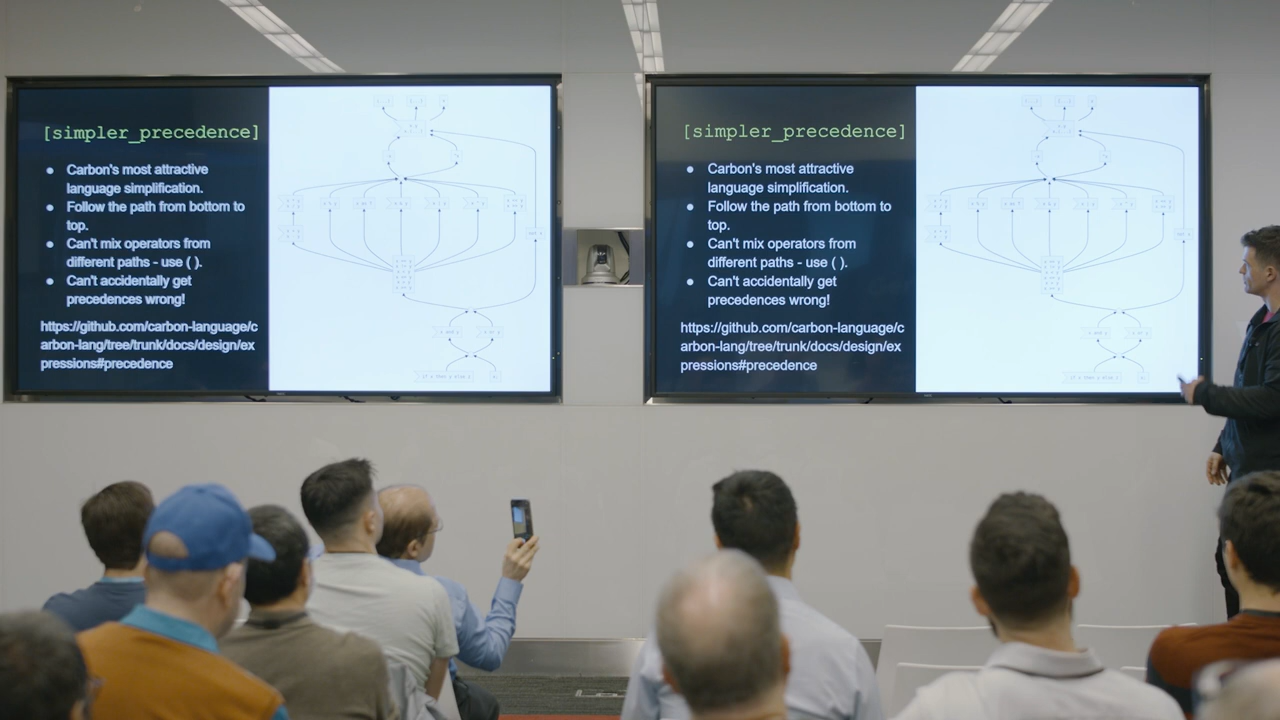 [simpler_precedence]
● Carbon's most attractive
language simplification.
● Follow the path from bottom to
top.
● Can't mix operators from
different paths - use ( ).
● Can't accidentally get
precedences wrong!
https://github.com/carbon-language/c
arbon-lang/tree/trunk/docs/design/ex
pressions#precedence
[simpler_precedence]
● Carbon's most attractive
language simplification.
● Follow the path from bottom to
top.
● Can't mix operators from
different paths - use ( ).
● Can't accidentally get
precedences wrong!
https://github.com/carbon-language/c
arbon-lang/tree/trunk/docs/design/ex
pressions#precedence